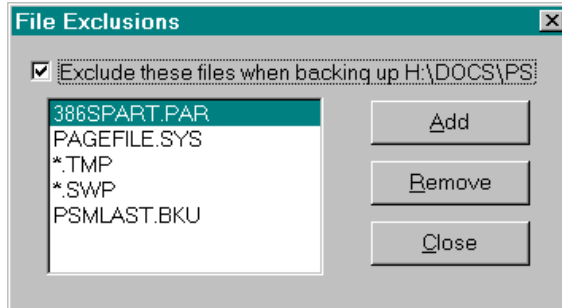 File Exclusions
Exclude these files when backing up H:\DOCS\PS
386SPART.PAR
PAGEFILE.SYS
*.TMP
*.SWP
PSMLAST.BKU
Add
Remove
Close